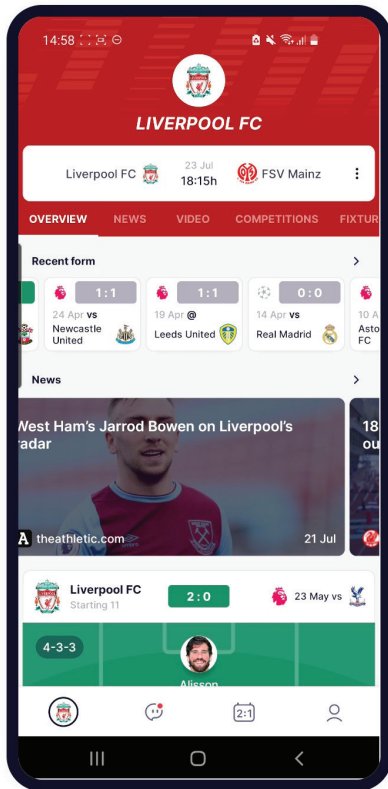 14:58
LIVERPOOL FC
Liverpool FC 23 Jul 18:15h FSV Mainz
OVERVIEW NEWS VIDEO COMPETITIONS FIXTUR
Recent form
1:1 1:1 0:0
24 Apr vs 19 Apr @ 14 Apr vs 10 A
Newcastle United Leeds United Real Madrid Asto FC
News
West Ham's Jarrod Bowen on Liverpool's radar
18 ou
A theathletic.com 21 Jul
Liverpool FC 2:0 23 May vs
Starting 11
4-3-3
Alisson
2:1